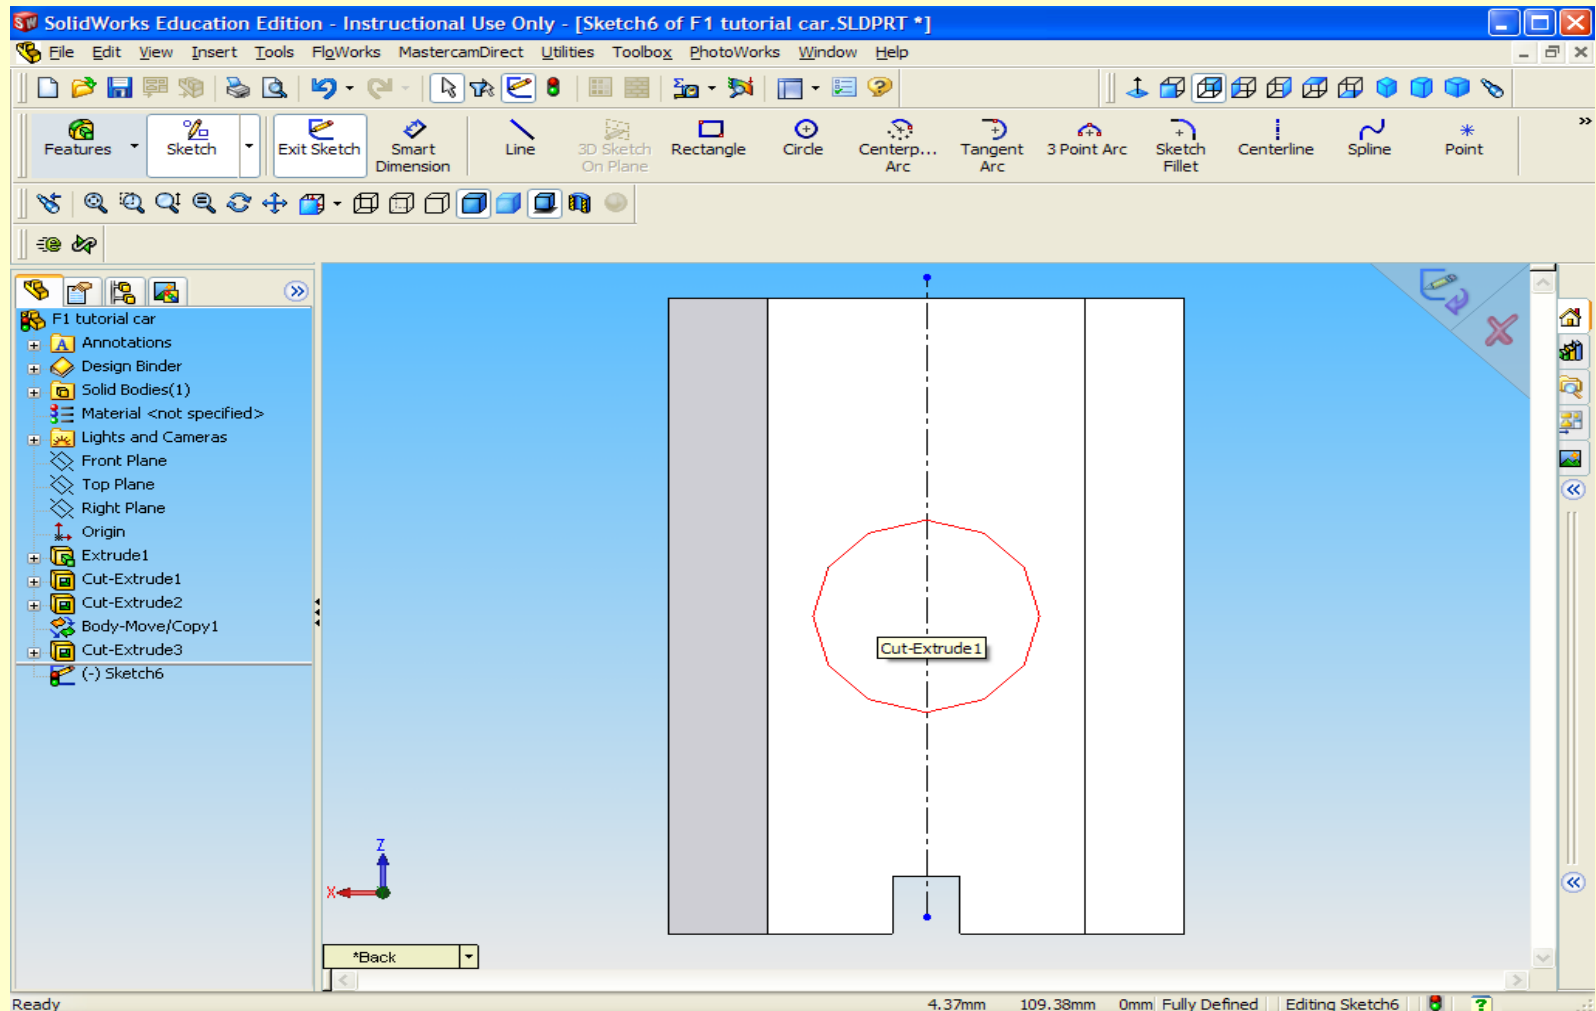 SolidWorks Education Edition - Instructional Use Only - [Sketch6 of F1 tutorial car.SLDPRT *]
File Edit View Insert Tools FloWorks MastercamDirect Utilities Toolbox PhotoWorks Window Help
Features Sketch Exit Sketch Smart Dimension Line 3D Sketch On Plane Rectangle Circle Centerp... Arc Tangent Arc 3 Point Arc Sketch Fillet Centerline Spline Point
F1 tutorial car
Annotations
Design Binder
Solid Bodies(1)
Material <not specified>
Lights and Cameras
Front Plane
Top Plane
Right Plane
Origin
Extrude1
Cut-Extrude1
Cut-Extrude2
Body-Move/Copy1
Cut-Extrude3
(-) Sketch6
Cut-Extrude1
Z
X
*Back
Ready 4.37mm 109.38mm 0mm Fully Defined Editing Sketch6